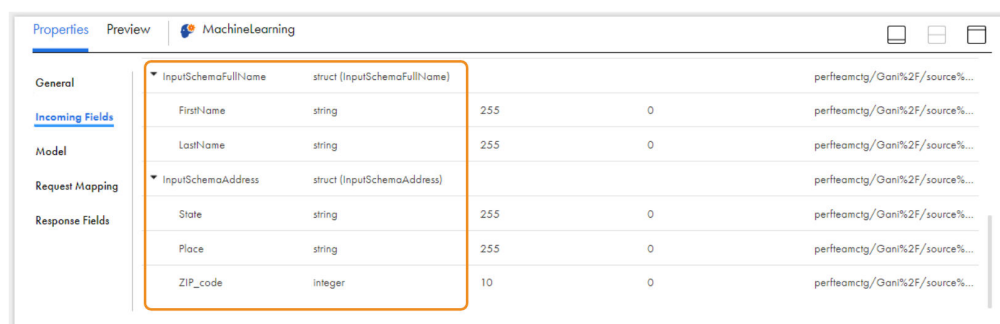 Properties Preview MachineLearning
General
Incoming Fields
Model
Request Mapping
Response Fields
InputSchemaFullName struct (InputSchemaFullName) perfteamctg/Gani%2F/source%...
FirstName string 255 0 perfteamctg/Gani%2F/source%...
LastName string 255 0 perfteamctg/Gani%2F/source%...
InputSchemaAddress struct (InputSchemaAddress) perfteamctg/Gani%2F/source%...
State string 255 0 perfteamctg/Gani%2F/source%...
Place string 255 0 perfteamctg/Gani%2F/source%...
ZIP_code integer 10 0 perfteamctg/Gani%2F/source%...